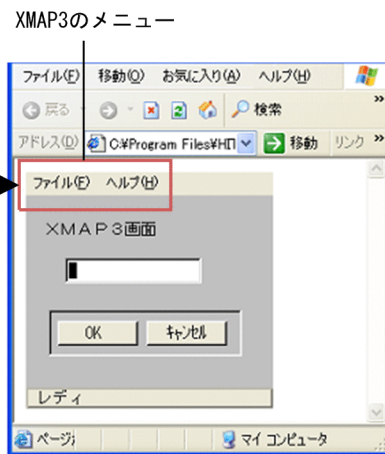 XMAP3のメニュー
ファイル(F) 移動(O) お気に入り(A) ヘルプ(H)
戻る 検索 »
アドレス(D) C:¥Program Files¥HIT 移動 リンク »
ファイル(F) ヘルプ(H)
XMAP3画面
OK キャンセル
レディ
ページ マイ コンピュータ